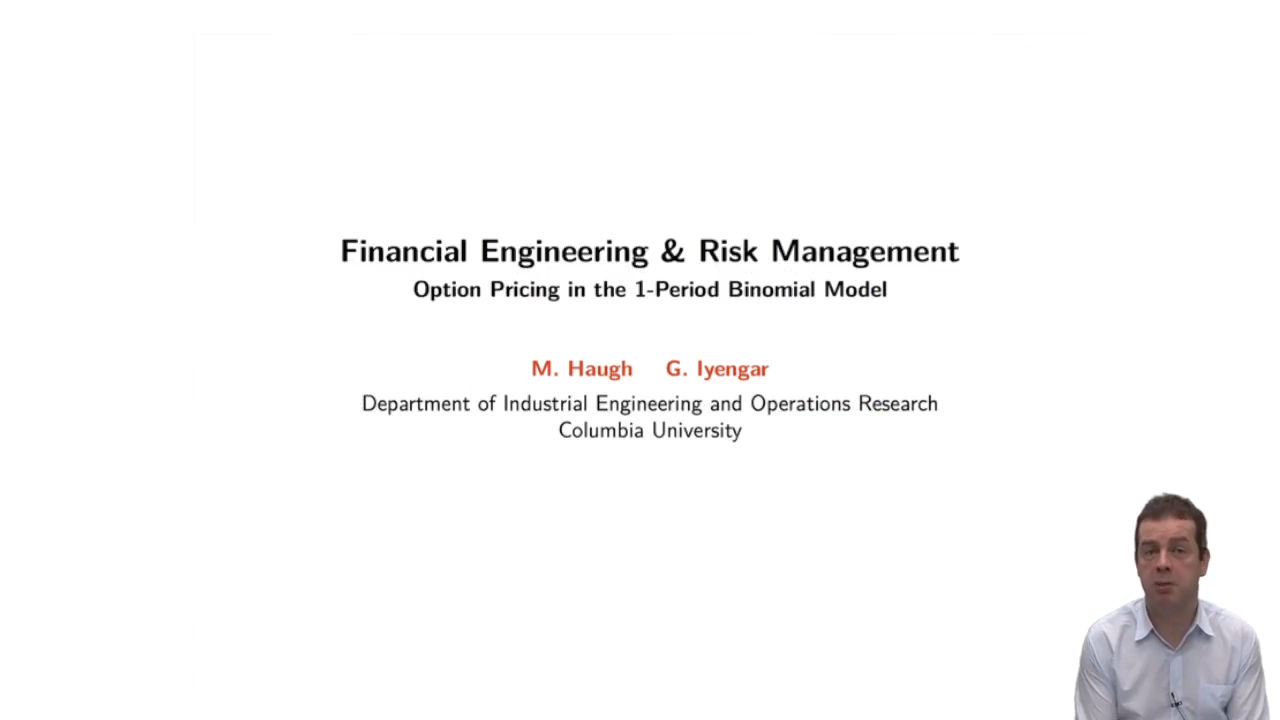 Financial Engineering & Risk Management
Option Pricing in the 1-Period Binomial Model
M. Haugh G. Iyengar
Department of Industrial Engineering and Operations Research
Columbia University